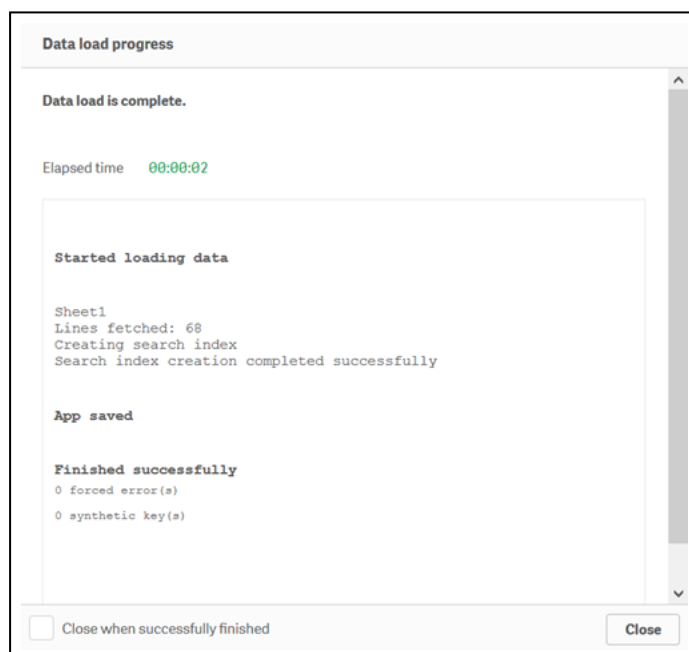 Data load progress
Data load is complete.
Elapsed time 00:00:02
Started loading data
Sheet1
Lines fetched: 68
Creating search index
Search index creation completed successfully
App saved
Finished successfully
0 forced error(s)
0 synthetic key(s)
Close when successfully finished
Close